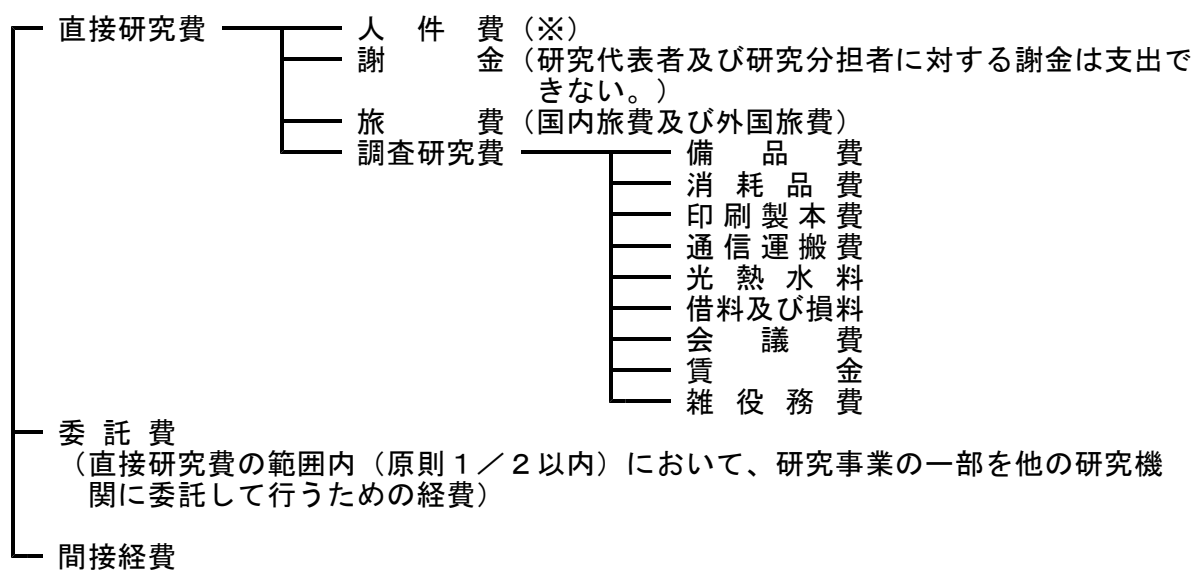 直接研究費 人件費（※）
謝金（研究代表者及び研究分担者に対する謝金は支出で
きない。）
旅費（国内旅費及び外国旅費）
調査研究費 備品費
消耗品費
印刷製本費
通信運搬費
光熱水料
借料及び損料
会議費
賃金
雑役務費
委託費
（直接研究費の範囲内（原則１／２以内）において、研究事業の一部を他の研究機
関に委託して行うための経費）
間接経費